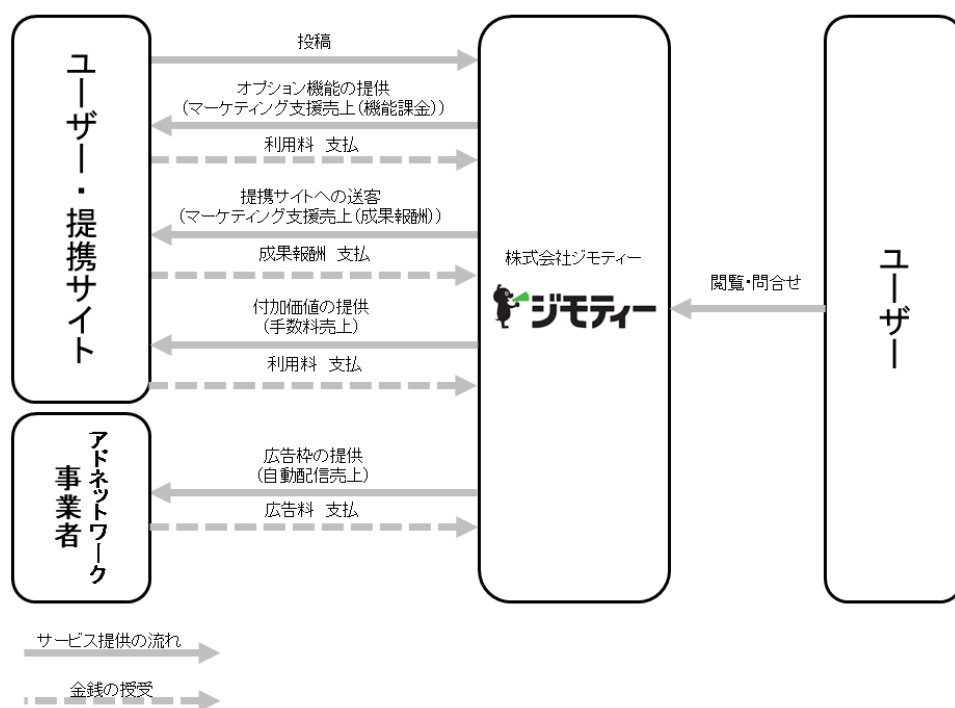 ユーザー・提携サイト
投稿
オプション機能の提供
(マーケティング支援売上(機能課金))
利用料 支払
提携サイトへの送客
(マーケティング支援売上(成果報酬))
成果報酬 支払
付加価値の提供
(手数料売上)
利用料 支払
アドネットワーク
事業者
広告枠の提供
(自動配信売上)
広告料 支払
株式会社ジモティー
ジモティー
閲覧・問合せ
ユーザー
サービス提供の流れ
金銭の授受